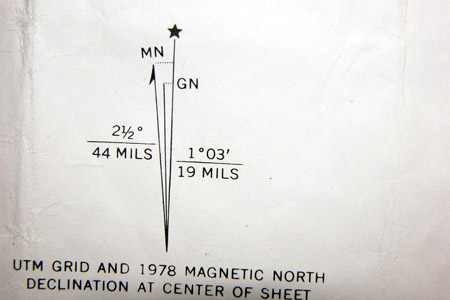 MN
GN
2½°
44 MILS
1°03′
19 MILS
UTM GRID AND 1978 MAGNETIC NORTH
DECLINATION AT CENTER OF SHEET